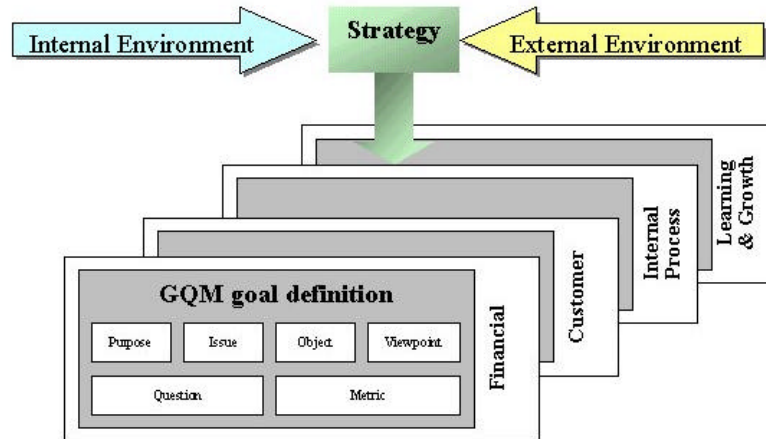 Internal Environment
Strategy
External Environment
Learning
& Growth
Internal
Process
Customer
Financial
GQM goal definition
Purpose
Issue
Object
Viewpoint
Question
Metric